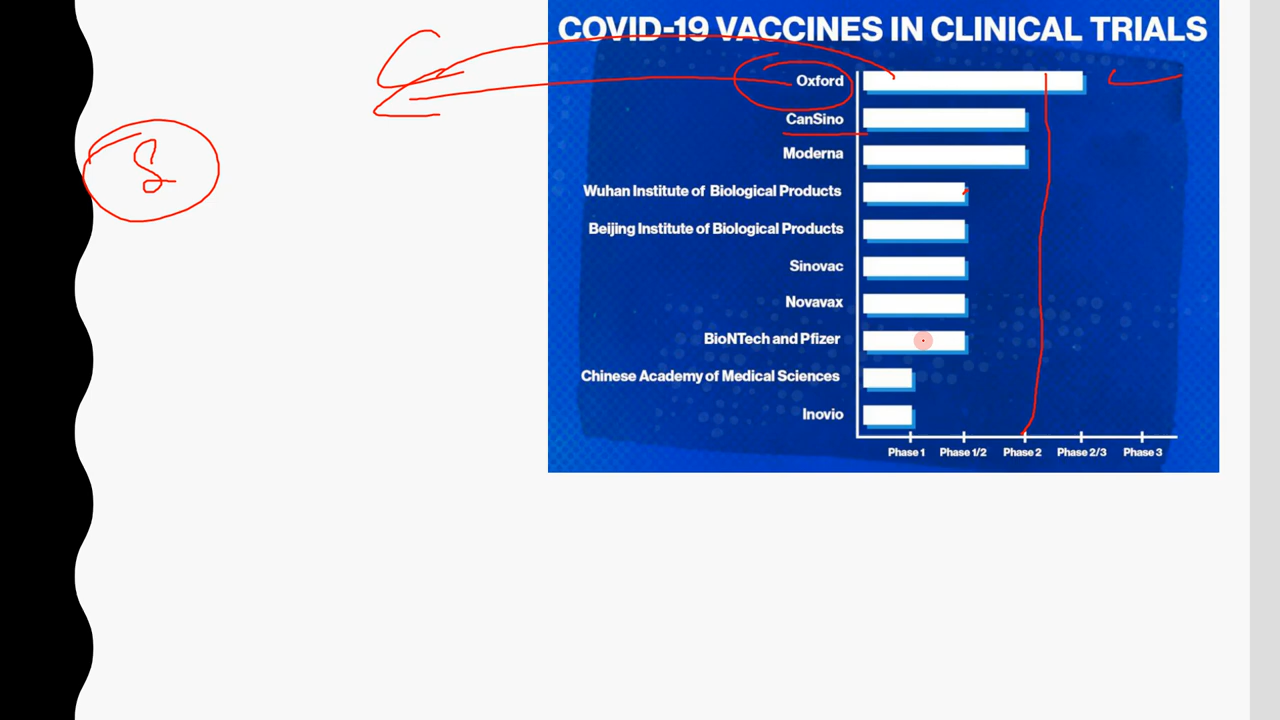 COVID-19 VACCINES IN CLINICAL TRIALS
Oxford
CanSino
Moderna
Wuhan Institute of Biological Products
Beijing Institute of Biological Products
Sinovac
Novavax
BioNTech and Pfizer
Chinese Academy of Medical Sciences
Inovio
Phase 1 Phase 1/2 Phase 2 Phase 2/3 Phase 3